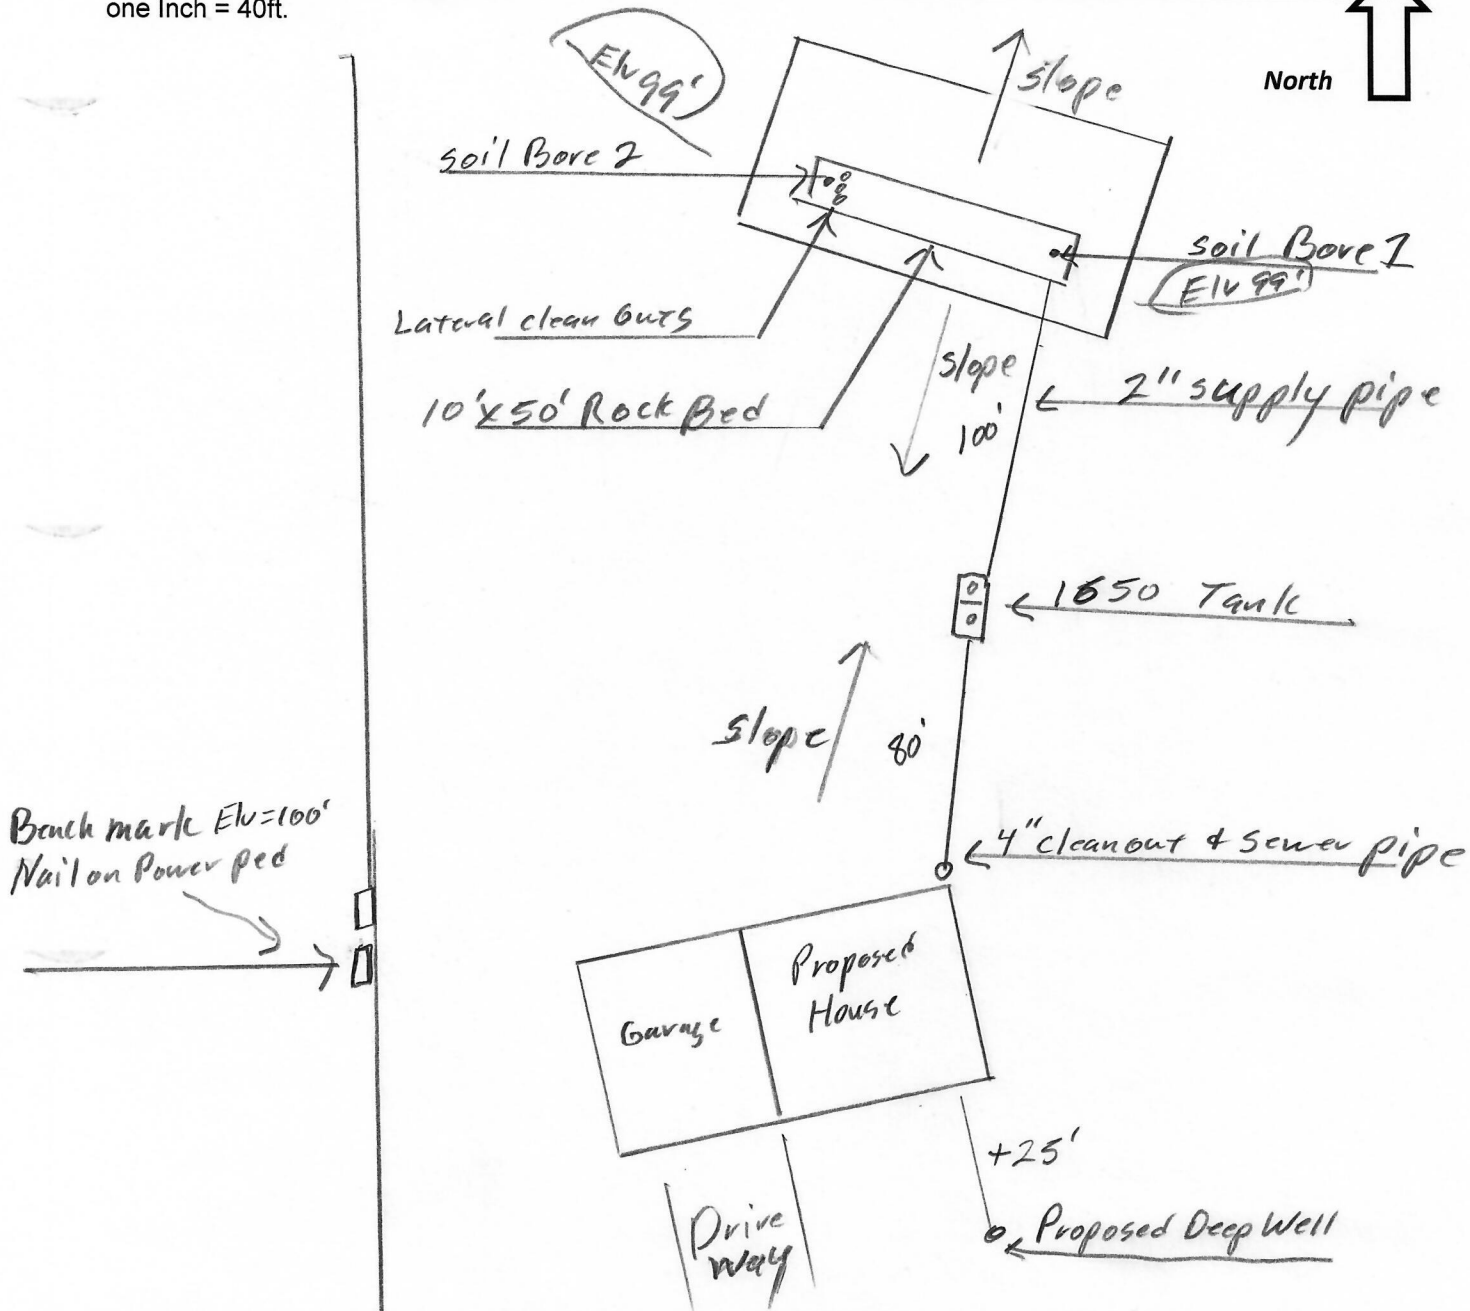 one Inch = 40ft.
North
Elv 99'
slope
soil Bore 2
soil Bore 1
Elv 99'
Lateral clean outs
slope
10'x50' Rock Bed
2" supply pipe
100'
1650 Tank
slope
80'
Bench mark Elv=100'
Nail on Power ped
4" cleanout & sewer pipe
Proposed
House
Garage
+25'
Drive
way
Proposed Deep Well